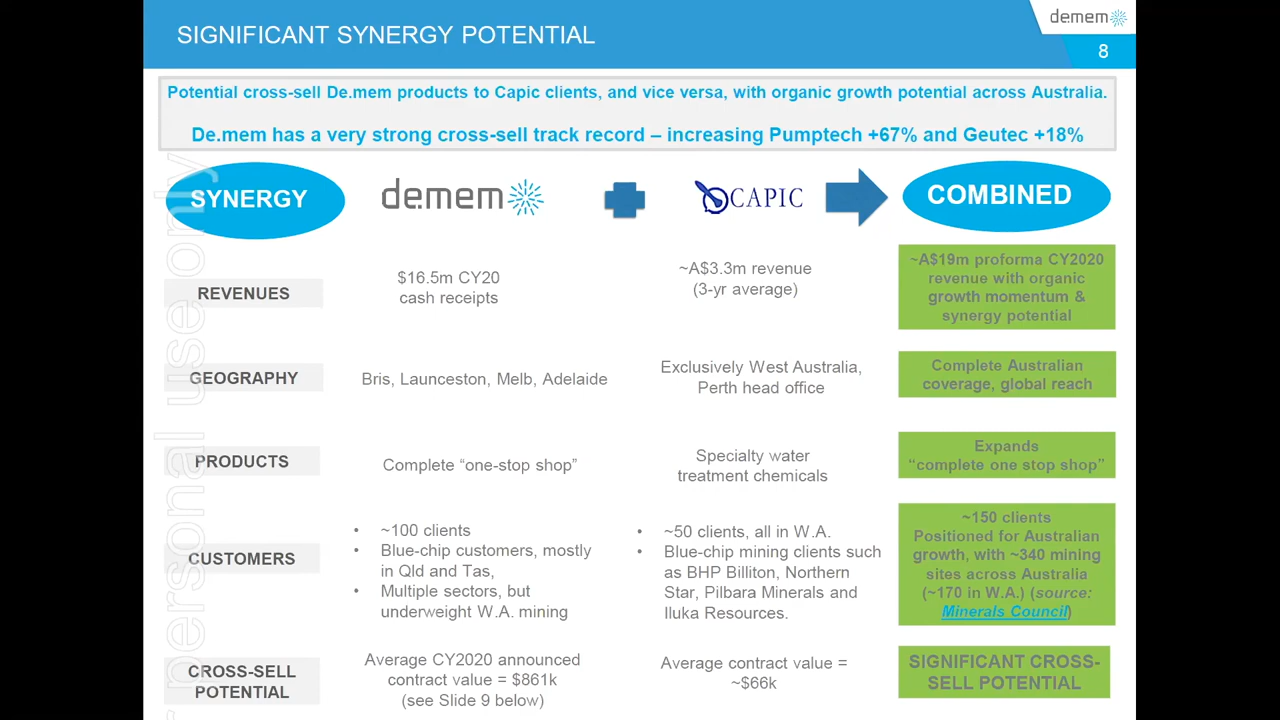 SIGNIFICANT SYNERGY POTENTIAL
demem
8
Potential cross-sell De.mem products to Capic clients, and vice versa, with organic growth potential across Australia.
De.mem has a very strong cross-sell track record – increasing Pumptech +67% and Geutec +18%
SYNERGY
de.mem
CAPIC
COMBINED
REVENUES
$16.5m CY20
cash receipts
~A$3.3m revenue
(3-yr average)
~A$19m proforma CY2020
revenue with organic
growth momentum &
synergy potential
GEOGRAPHY
Bris, Launceston, Melb, Adelaide
Exclusively West Australia,
Perth head office
Complete Australian
coverage, global reach
PRODUCTS
Complete “one-stop shop”
Specialty water
treatment chemicals
Expands
“complete one stop shop”
CUSTOMERS
• ~100 clients
• Blue-chip customers, mostly
in Qld and Tas,
• Multiple sectors, but
underweight W.A. mining
• ~50 clients, all in W.A.
• Blue-chip mining clients such
as BHP Billiton, Northern
Star, Pilbara Minerals and
Iluka Resources.
~150 clients
Positioned for Australian
growth, with ~340 mining
sites across Australia
(~170 in W.A.) (source:
Minerals Council)
CROSS-SELL
POTENTIAL
Average CY2020 announced
contract value = $861k
(see Slide 9 below)
Average contract value =
~$66k
SIGNIFICANT CROSS-
SELL POTENTIAL
personal use only